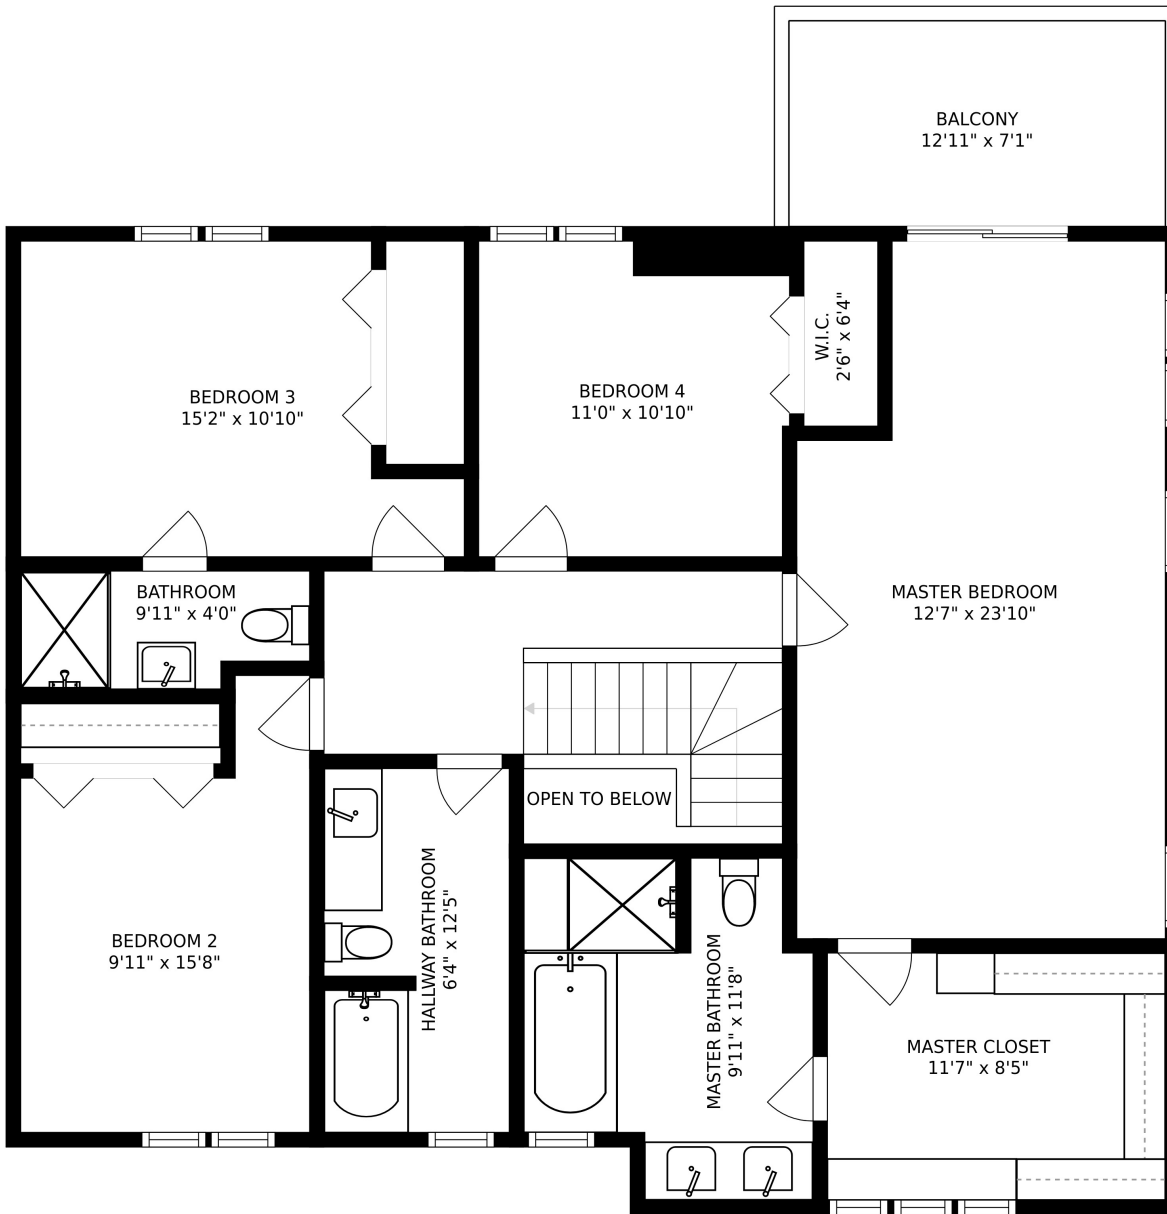 BALCONY
12'11" x 7'1"
W.I.C.
2'6" x 6'4"
BEDROOM 3
15'2" x 10'10"
BEDROOM 4
11'0" x 10'10"
BATHROOM
9'11" x 4'0"
MASTER BEDROOM
12'7" x 23'10"
OPEN TO BELOW
BEDROOM 2
9'11" x 15'8"
HALLWAY BATHROOM
6'4" x 12'5"
MASTER BATHROOM
9'11" x 11'8"
MASTER CLOSET
11'7" x 8'5"